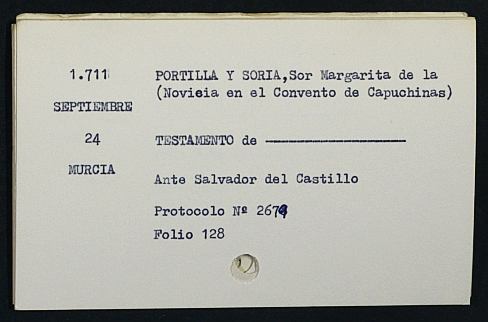 1.711 PORTILLA Y SORIA, Sor Margarita de la
SEPTIEMBRE (Novicia en el Convento de Capuchinas)
24 TESTAMENTO de
MURCIA
Ante Salvador del Castillo
Protocolo Nº
Folio 128